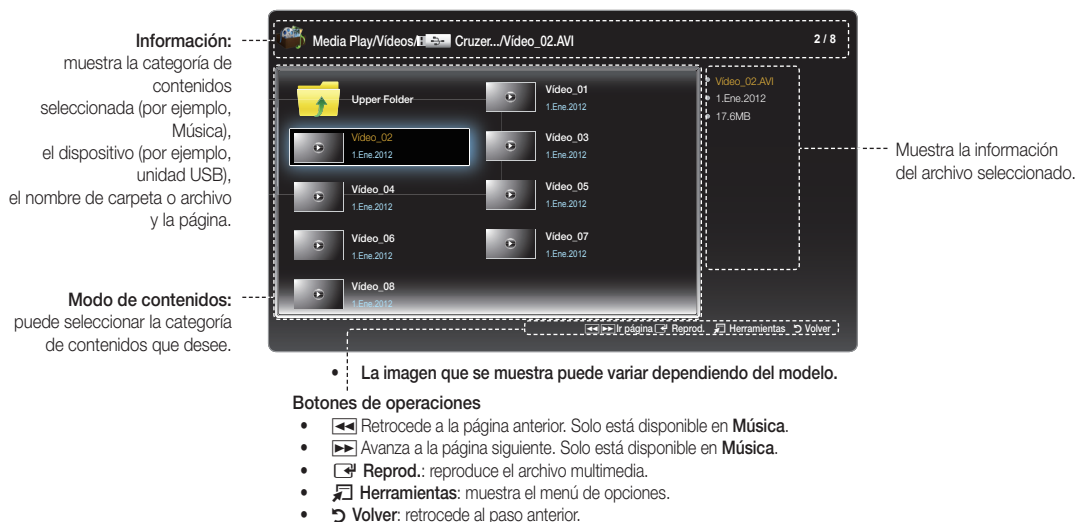 Información:
muestra la categoría de
contenidos
seleccionada (por ejemplo,
Música),
el dispositivo (por ejemplo,
unidad USB),
el nombre de carpeta o archivo
y la página.
Modo de contenidos:
puede seleccionar la categoría
de contenidos que desee.
Media Play/Vídeos/ Cruzer.../Vídeo_02.AVI
2 / 8
Upper Folder
Vídeo_01
1.Ene.2012
Vídeo_02
1.Ene.2012
Vídeo_03
1.Ene.2012
Vídeo_04
1.Ene.2012
Vídeo_05
1.Ene.2012
Vídeo_06
1.Ene.2012
Vídeo_07
1.Ene.2012
Vídeo_08
1.Ene.2012
Vídeo_02.AVI
1.Ene.2012
17.6MB
Ir página Reprod. Herramientas Volver
Muestra la información
del archivo seleccionado.
• La imagen que se muestra puede variar dependiendo del modelo.
Botones de operaciones
• Retrocede a la página anterior. Solo está disponible en Música.
• Avanza a la página siguiente. Solo está disponible en Música.
• Reprod.: reproduce el archivo multimedia.
• Herramientas: muestra el menú de opciones.
• Volver: retrocede al paso anterior.